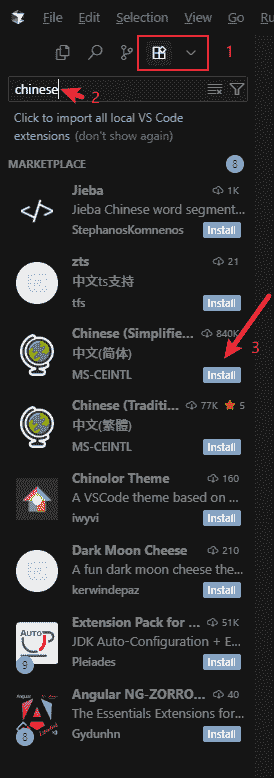 File Edit Selection View Go Ru
1
chinese
2
Click to import all local VS Code
extensions (don't show again)
MARKETPLACE 8
Jieba 1K
Jieba Chinese word segment...
StephanosKomnenos Install
zts 21
中文ts支持
tfs Install
Chinese (Simplifie... 840K
中文(简体)
MS-CEINTL Install
3
Chinese (Traditi... 77K 5
中文(繁體)
MS-CEINTL Install
Chinolor Theme 160
A VSCode theme based on ...
iwyvi Install
Dark Moon Cheese 210
A fun dark moon cheese the...
kerwindepaz Install
Extension Pack for ... 51K
JDK Auto-Configuration + E...
AUTO
9
Pleiades Install
Angular NG-ZORRO... 40
The Essentials Extensions for...
8
Gydunhn Install